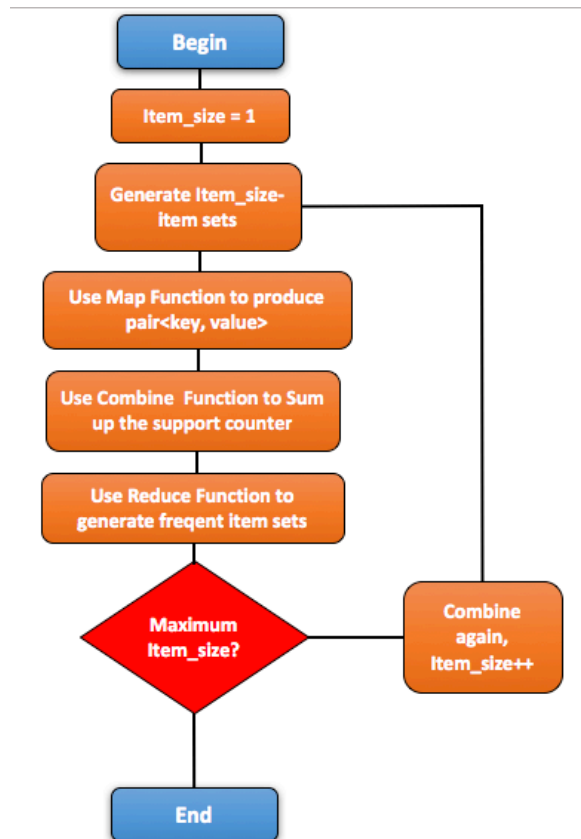 Begin
Item_size = 1
Generate Item_size-
item sets
Use Map Function to produce
pair<key, value>
Use Combine Function to Sum
up the support counter
Use Reduce Function to
generate freqent item sets
Maximum
Item_size?
Combine
again,
Item_size++
End